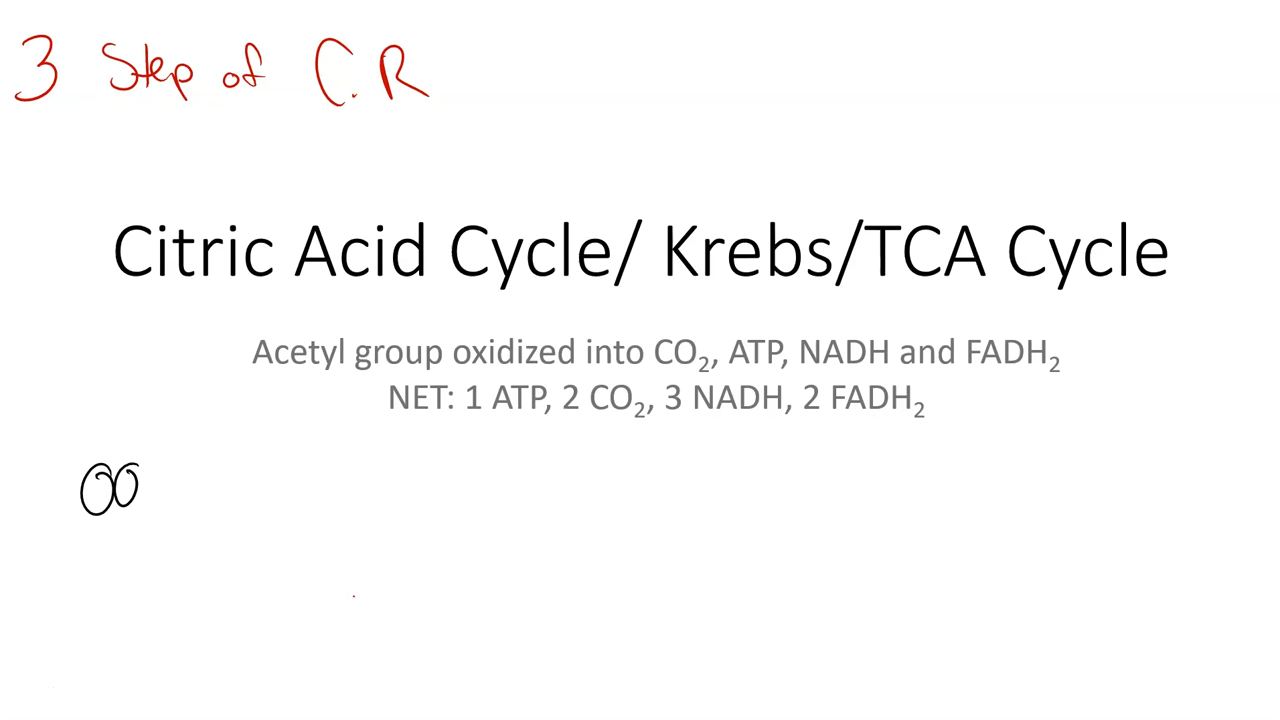 3 Step of C.R
Citric Acid Cycle/ Krebs/TCA Cycle
Acetyl group oxidized into CO₂, ATP, NADH and FADH₂
NET: 1 ATP, 2 CO₂, 3 NADH, 2 FADH₂